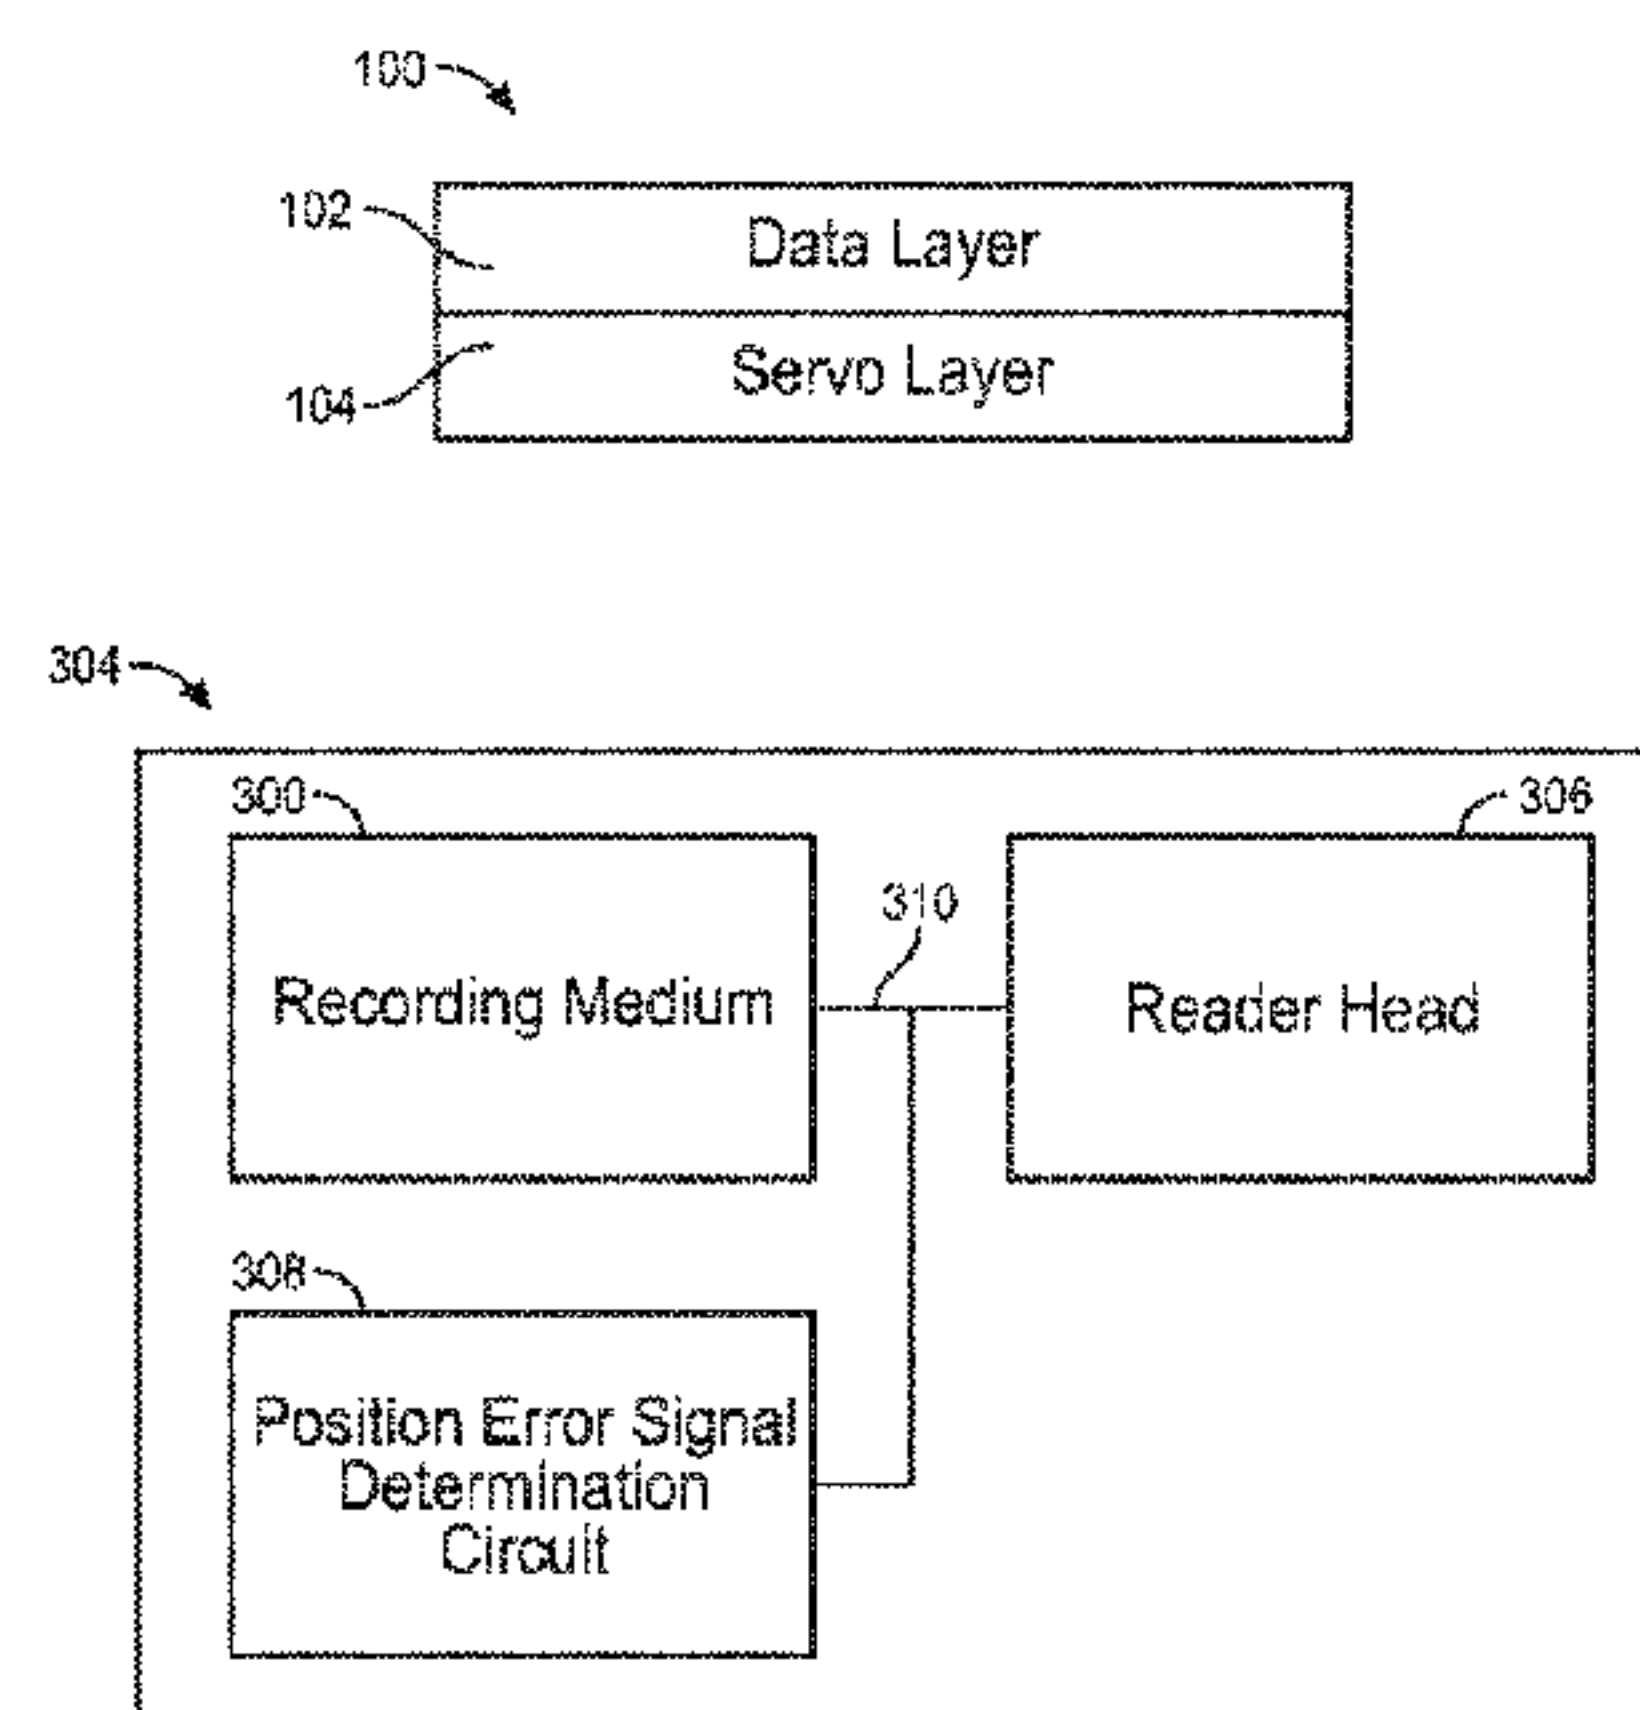 100
102
Data Layer
Servo Layer
104
304
300
306
310
Recording Medium
Reader Head
308
Position Error Signal
Determination
Circuit